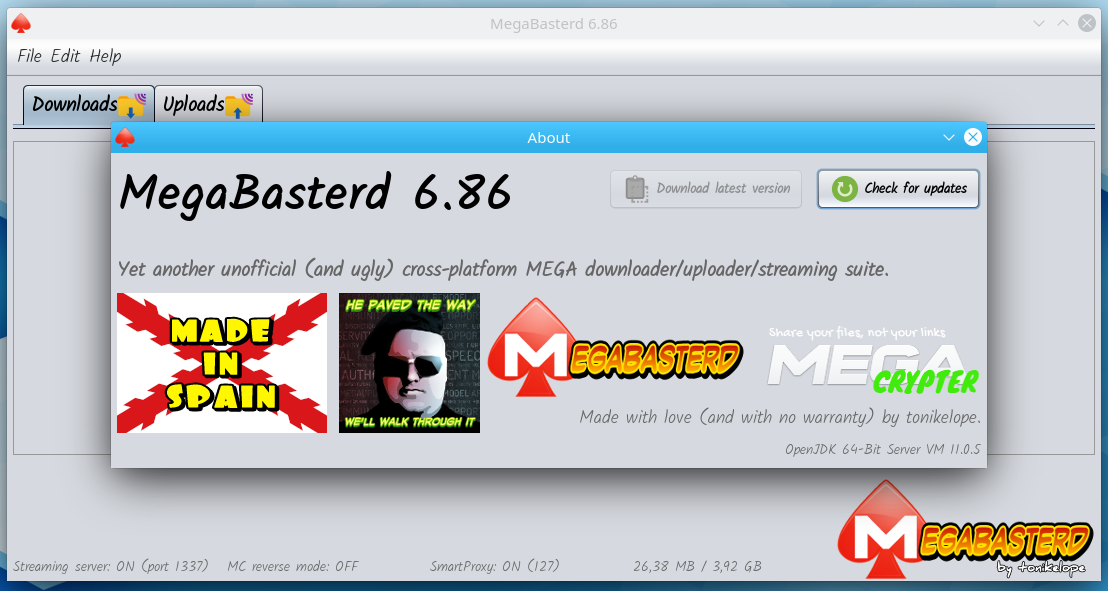 MegaBasterd 6.86
File Edit Help
Downloads Uploads
About
MegaBasterd 6.86
Download latest version
Check for updates
Yet another unofficial (and ugly) cross-platform MEGA downloader/uploader/streaming suite.
MADE
IN
SPAIN
HE PAVED THE WAY
WE'LL WALK THROUGH IT
MEGABASTERD
Share your files, not your links
MEGA
CRYPTER
Made with love (and with no warranty) by tonikelope.
OpenJDK 64-Bit Server VM 11.0.5
MEGABASTERD
by tonikelope
Streaming server: ON (port 1337) MC reverse mode: OFF SmartProxy: ON (127) 26,38 MB / 3,92 GB